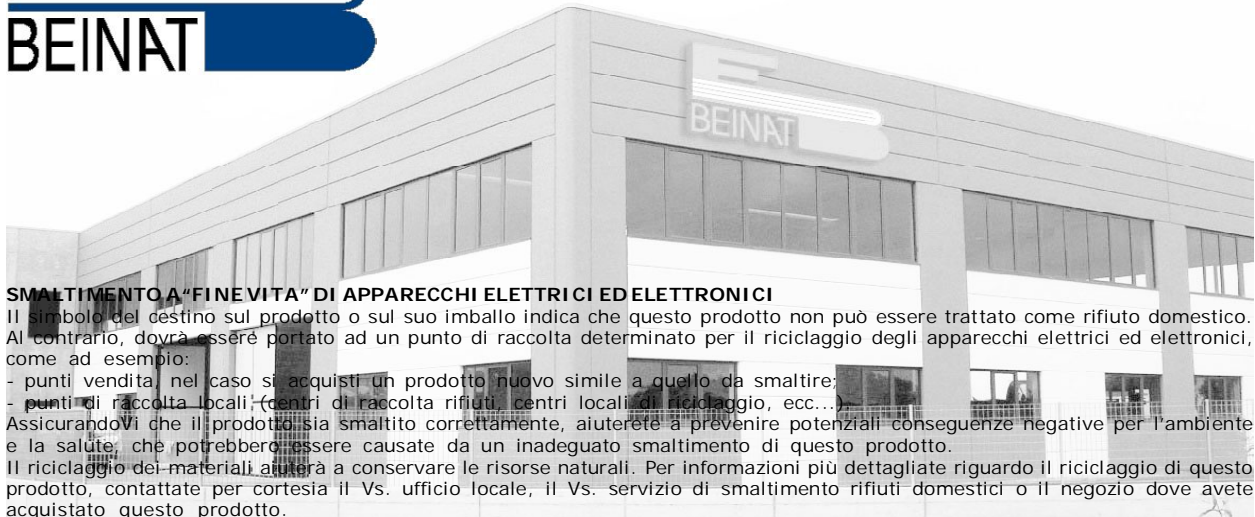 BEINAT
BEINAT
SMALTIMENTO A “FINE VITA” DI APPARECCHI ELETTRICI ED ELETTRONICI
Il simbolo del cestino sul prodotto o sul suo imballo indica che questo prodotto non può essere trattato come rifiuto domestico.
Al contrario, dovrà essere portato ad un punto di raccolta determinato per il riciclaggio degli apparecchi elettrici ed elettronici,
come ad esempio:
- punti vendita, nel caso si acquisti un prodotto nuovo simile a quello da smaltire;
- punti di raccolta locali (centri di raccolta rifiuti, centri locali di riciclaggio, ecc...)
AssicurandoVi che il prodotto sia smaltito correttamente, aiuterete a prevenire potenziali conseguenze negative per l'ambiente
e la salute, che potrebbero essere causate da un inadeguato smaltimento di questo prodotto.
Il riciclaggio dei materiali aiuterà a conservare le risorse naturali. Per informazioni più dettagliate riguardo il riciclaggio di questo
prodotto, contattate per cortesia il Vs. ufficio locale, il Vs. servizio di smaltimento rifiuti domestici o il negozio dove avete
acquistato questo prodotto.